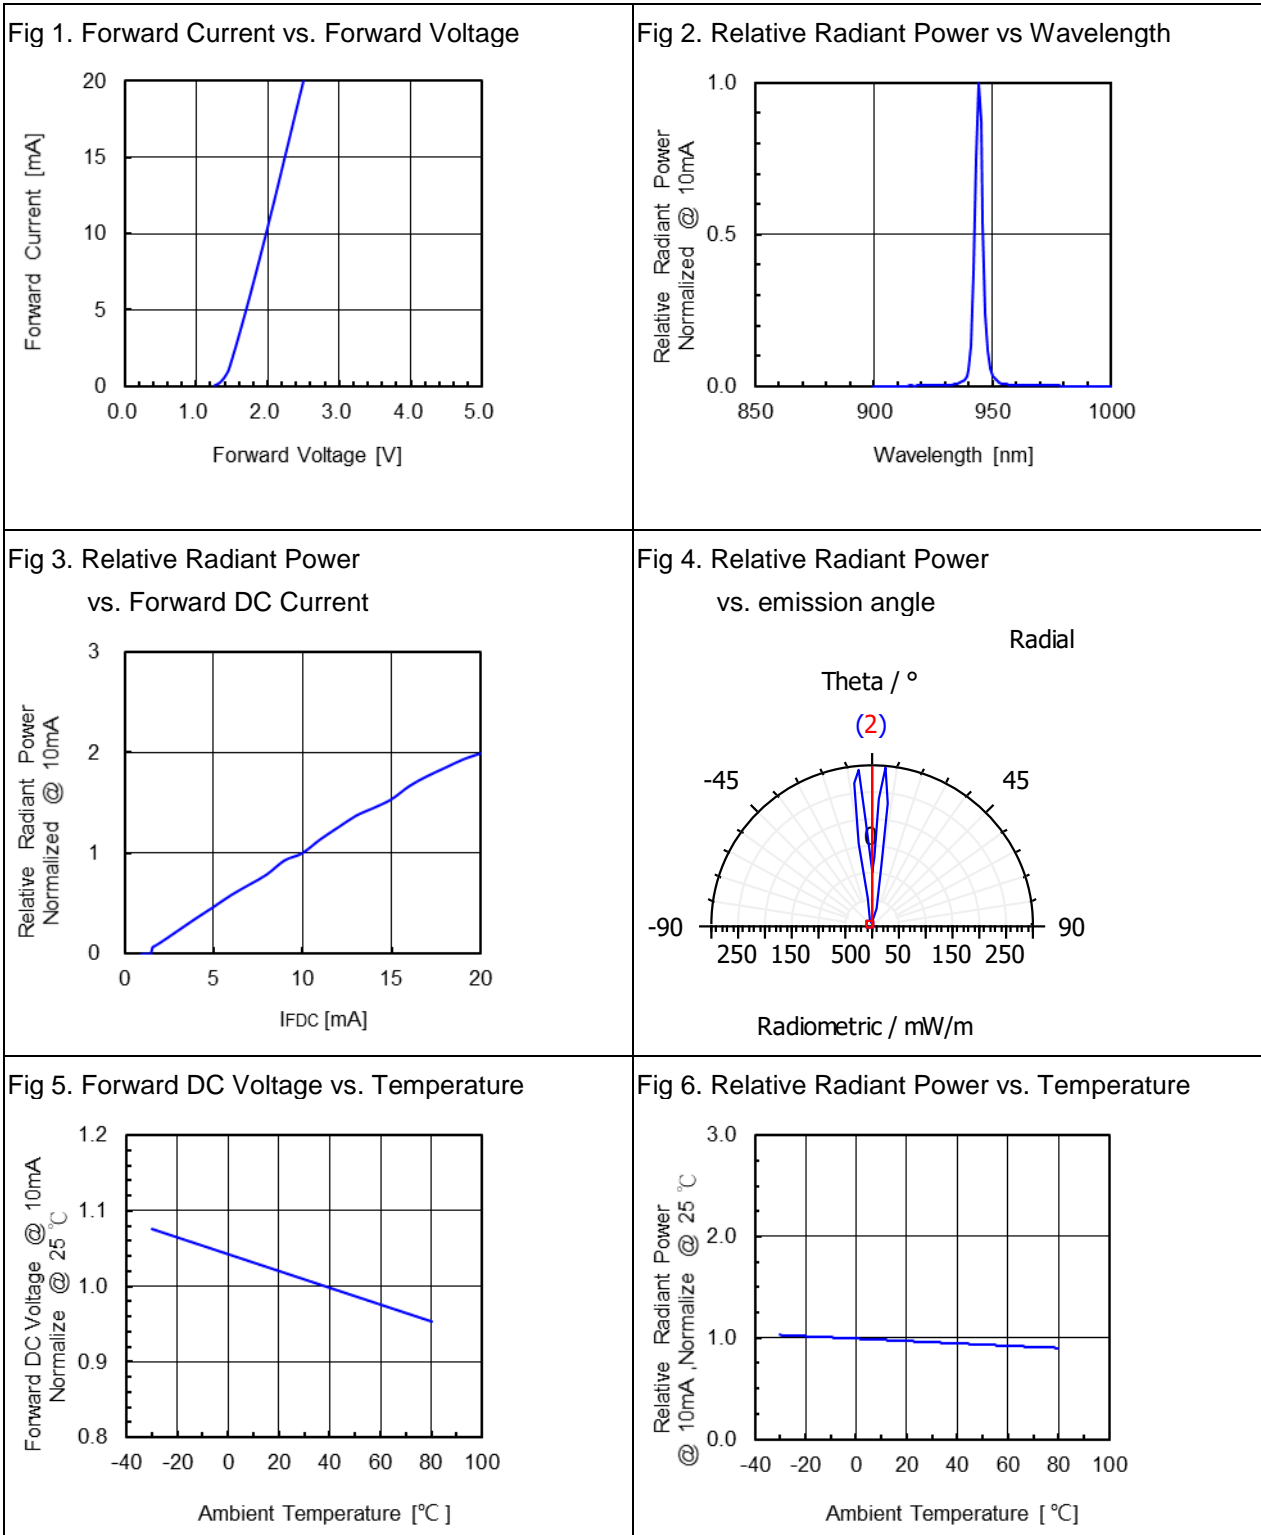 Fig 1. Forward Current vs. Forward Voltage
Forward Current [mA]
20
15
10
5
0
0.0 1.0 2.0 3.0 4.0 5.0
Forward Voltage [V]
Fig 2. Relative Radiant Power vs Wavelength
Relative Radiant Power
Normalized @ 10mA
1.0
0.5
0.0
850 900 950 1000
Wavelength [nm]
Fig 3. Relative Radiant Power
vs. Forward DC Current
Relative Radiant Power
Normalized @ 10mA
3
2
1
0
0 5 10 15 20
IFDC [mA]
Fig 4. Relative Radiant Power
vs. emission angle
Radial
Theta / °
(2)
-45 45
0
-90 90
250 150 500 50 150 250
Radiometric / mW/m
Fig 5. Forward DC Voltage vs. Temperature
Forward DC Voltage @ 10mA
Normalize @ 25 ℃
1.2
1.1
1.0
0.9
0.8
-40 -20 0 20 40 60 80 100
Ambient Temperature [℃ ]
Fig 6. Relative Radiant Power vs. Temperature
Relative Radiant Power
@ 10mA ,Normalize @ 25 ℃
3.0
2.0
1.0
0.0
-40 -20 0 20 40 60 80 100
Ambient Temperature [ ℃]